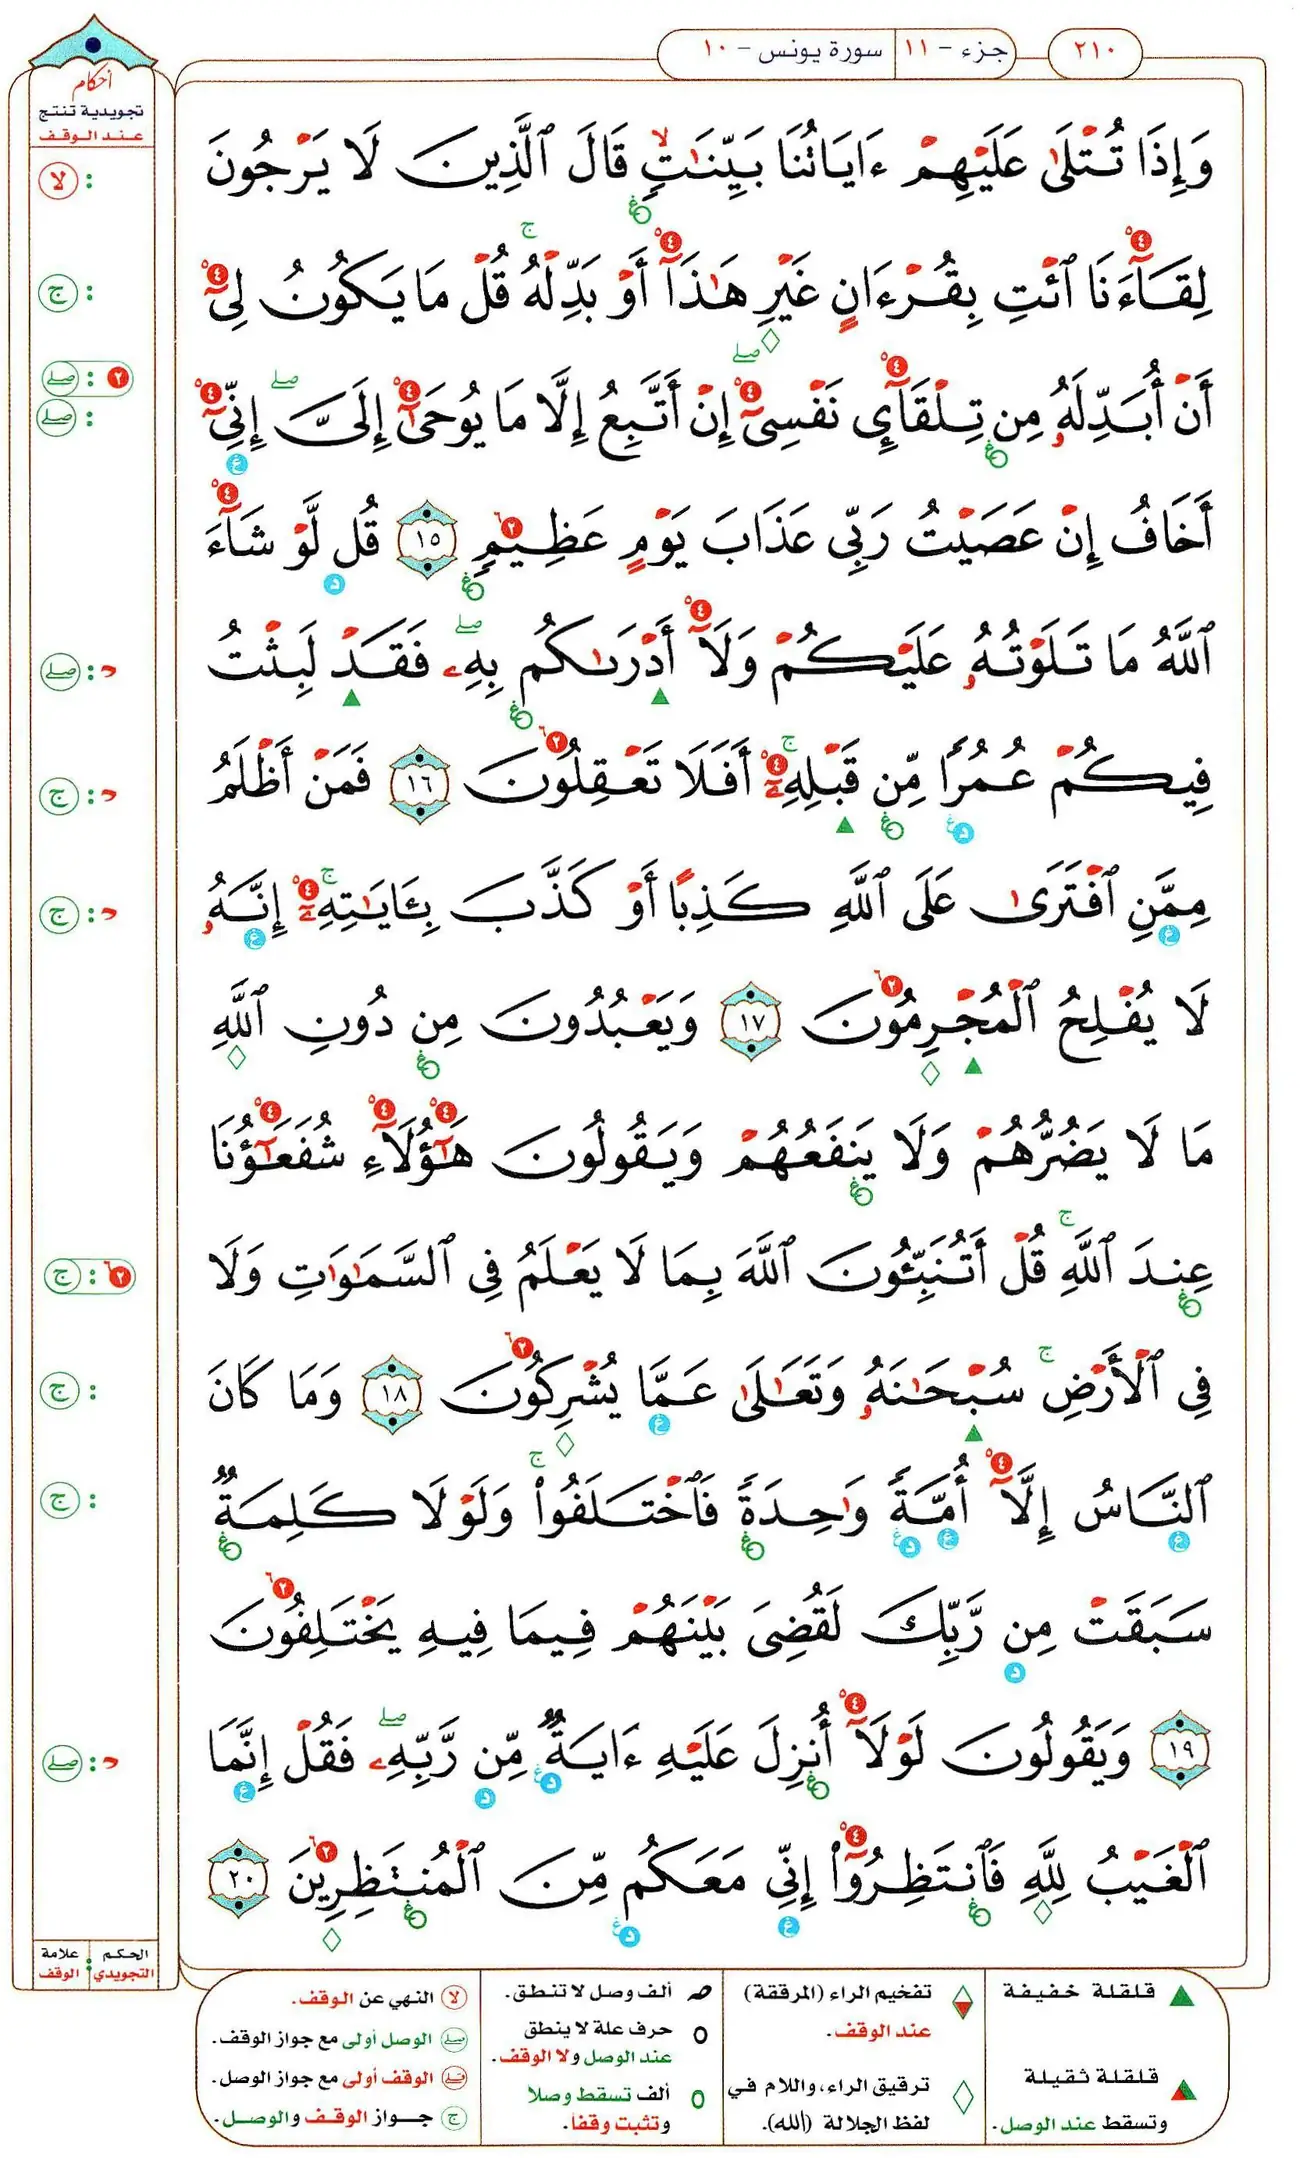 ٢١٠
جزء - ١١
سورة يونس - ١٠
أحكام
تجويدية تنتج
عند الوقف
وَإِذَا تُتْلَىٰ عَلَيْهِمْ ءَايَاتُنَا بَيِّنَٰتٍ ۙ قَالَ ٱلَّذِينَ لَا يَرْجُونَ
لِقَآءَنَا ٱئْتِ بِقُرْءَانٍ غَيْرِ هَٰذَآ أَوْ بَدِّلْهُ ۚ قُلْ مَا يَكُونُ لِىٓ
أَنْ أُبَدِّلَهُۥ مِن تِلْقَآئِ نَفْسِىٓ ۖ إِنْ أَتَّبِعُ إِلَّا مَا يُوحَىٰٓ إِلَىَّ ۖ إِنِّىٓ
أَخَافُ إِنْ عَصَيْتُ رَبِّى عَذَابَ يَوْمٍ عَظِيمٍ ١٥ قُل لَّوْ شَآءَ
ٱللَّهُ مَا تَلَوْتُهُۥ عَلَيْكُمْ وَلَآ أَدْرَىٰكُم بِهِۦ ۖ فَقَدْ لَبِثْتُ
فِيكُمْ عُمُرًا مِّن قَبْلِهِۦٓ ۚ أَفَلَا تَعْقِلُونَ ١٦ فَمَنْ أَظْلَمُ
مِمَّنِ ٱفْتَرَىٰ عَلَى ٱللَّهِ كَذِبًا أَوْ كَذَّبَ بِـَٔايَٰتِهِۦٓ ۚ إِنَّهُۥ
لَا يُفْلِحُ ٱلْمُجْرِمُونَ ١٧ وَيَعْبُدُونَ مِن دُونِ ٱللَّهِ
مَا لَا يَضُرُّهُمْ وَلَا يَنفَعُهُمْ وَيَقُولُونَ هَٰٓؤُلَآءِ شُفَعَٰٓؤُنَا
عِندَ ٱللَّهِ ۚ قُلْ أَتُنَبِّـُٔونَ ٱللَّهَ بِمَا لَا يَعْلَمُ فِى ٱلسَّمَٰوَٰتِ وَلَا
فِى ٱلْأَرْضِ ۚ سُبْحَٰنَهُۥ وَتَعَٰلَىٰ عَمَّا يُشْرِكُونَ ١٨ وَمَا كَانَ
ٱلنَّاسُ إِلَّآ أُمَّةً وَٰحِدَةً فَٱخْتَلَفُوا۟ ۚ وَلَوْلَا كَلِمَةٌ
سَبَقَتْ مِن رَّبِّكَ لَقُضِىَ بَيْنَهُمْ فِيمَا فِيهِ يَخْتَلِفُونَ
١٩ وَيَقُولُونَ لَوْلَآ أُنزِلَ عَلَيْهِ ءَايَةٌ مِّن رَّبِّهِۦ ۖ فَقُلْ إِنَّمَا
ٱلْغَيْبُ لِلَّهِ فَٱنتَظِرُوٓا۟ إِنِّى مَعَكُم مِّنَ ٱلْمُنتَظِرِينَ ٢٠
الحكم التجويدي : علامة الوقف
قلقلة خفيفة
قلقلة ثقيلة
وتسقط عند الوصل.
تفخيم الراء (المرققة)
عند الوقف.
ترقيق الراء، واللام في
لفظ الجلالة (الله).
ألف وصل لا تنطق.
حرف علة لا ينطق
عند الوصل ولا الوقف.
ألف تسقط وصلا
وتثبت وقفا.
لا النهي عن الوقف.
صلے الوصل أولى مع جواز الوقف.
قلے الوقف أولى مع جواز الوصل.
ج جواز الوقف والوصل.